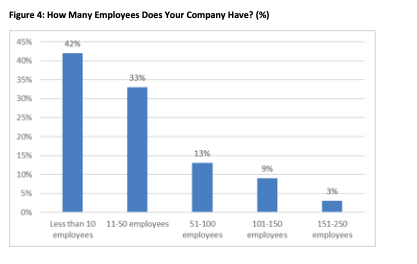 Figure 4: How Many Employees Does Your Company Have? (%)
45%
40%
35%
30%
25%
20%
15%
10%
5%
0%
42%
33%
13%
9%
3%
Less than 10 employees
11-50 employees
51-100 employees
101-150 employees
151-250 employees